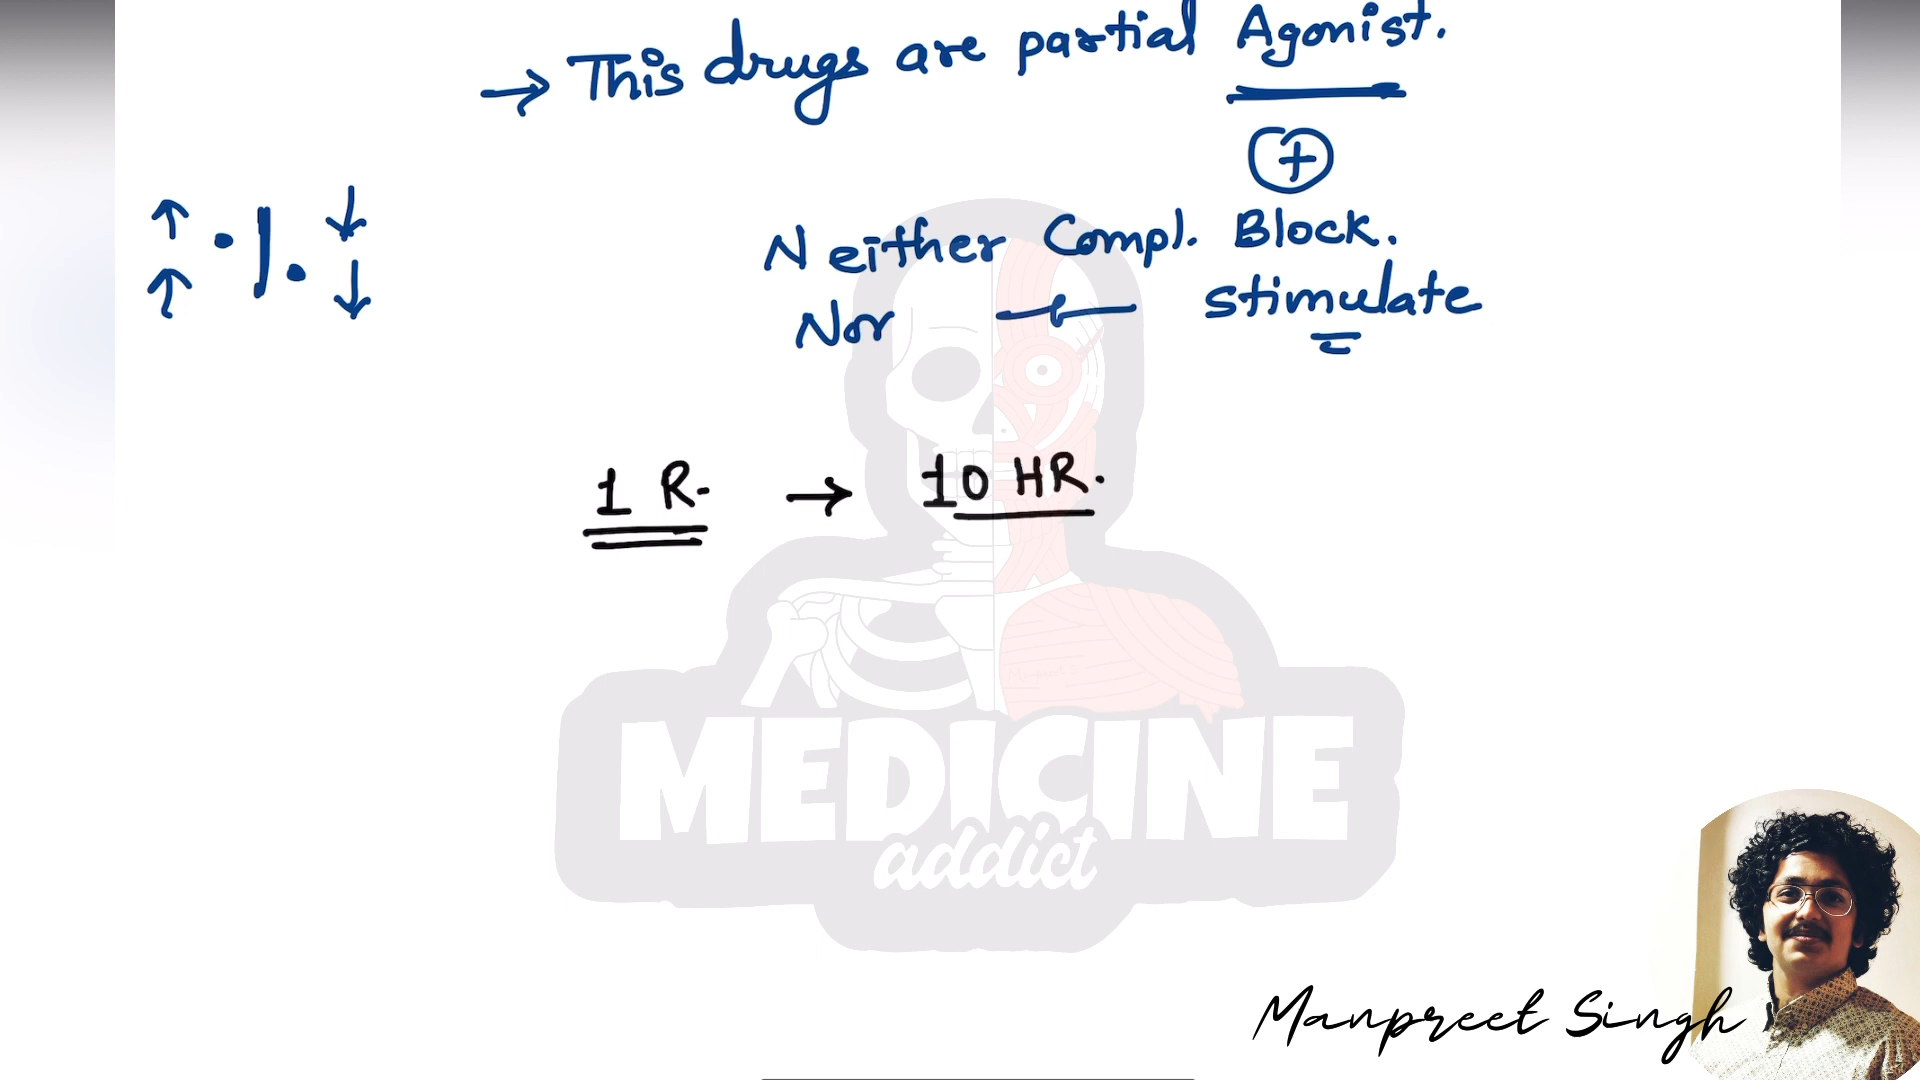 → This drugs are partial Agonist.
+
↑ ↓
↑ % ↓
Neither Compl. Block.
Nor stimulate
1 R. → 10 HR.
MEDICINE
addict
Manpreet Singh